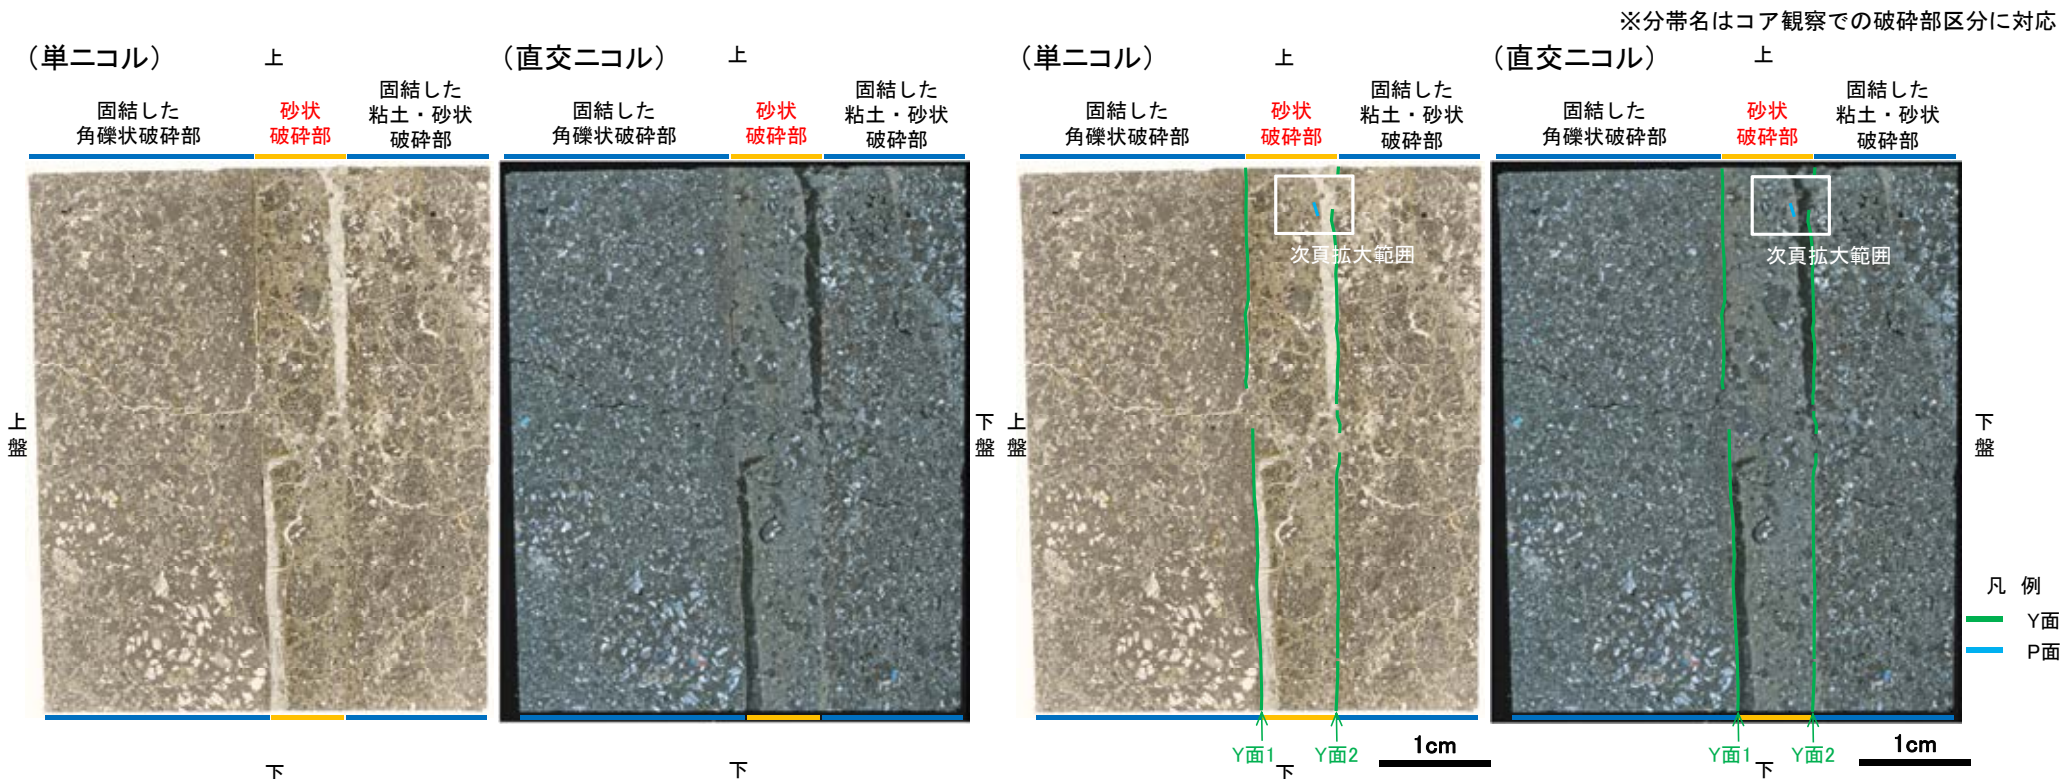 ※分帯名はコア観察での破砕部区分に対応
（単ニコル）
上
固結した
角礫状破砕部
砂状
破砕部
固結した
粘土・砂状
破砕部
（直交ニコル）
上
固結した
角礫状破砕部
砂状
破砕部
固結した
粘土・砂状
破砕部
（単ニコル）
上
固結した
角礫状破砕部
砂状
破砕部
固結した
粘土・砂状
破砕部
（直交ニコル）
上
固結した
角礫状破砕部
砂状
破砕部
固結した
粘土・砂状
破砕部
次頁拡大範囲
次頁拡大範囲
上盤
下盤
上盤
下盤
凡 例
Y面
P面
Y面1
Y面2
1cm
Y面1
Y面2
1cm
下
下
下
下